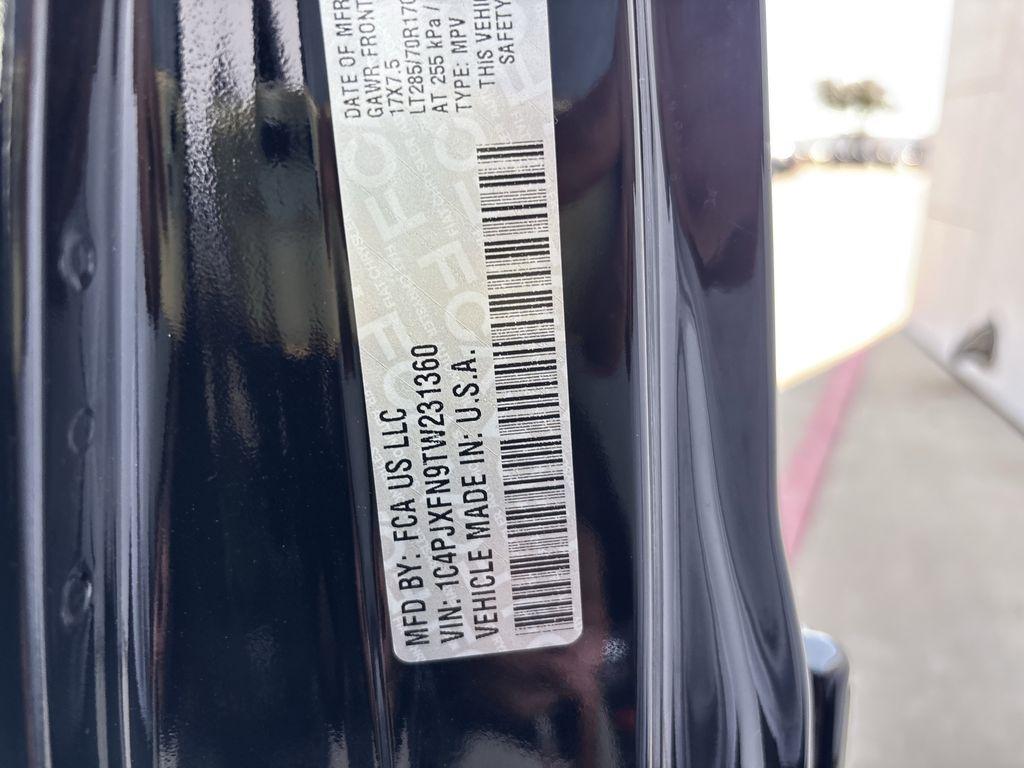 MFD BY: FCA US LLC
DATE OF MFR
GAWR FRONT
VIN: 1C4PJXFN9TW231360
17X7.5
LT285/70R17C
VEHICLE MADE IN: U.S.A.
AT 255 kPa /
TYPE: MPV
THIS VEHI
SAFETY